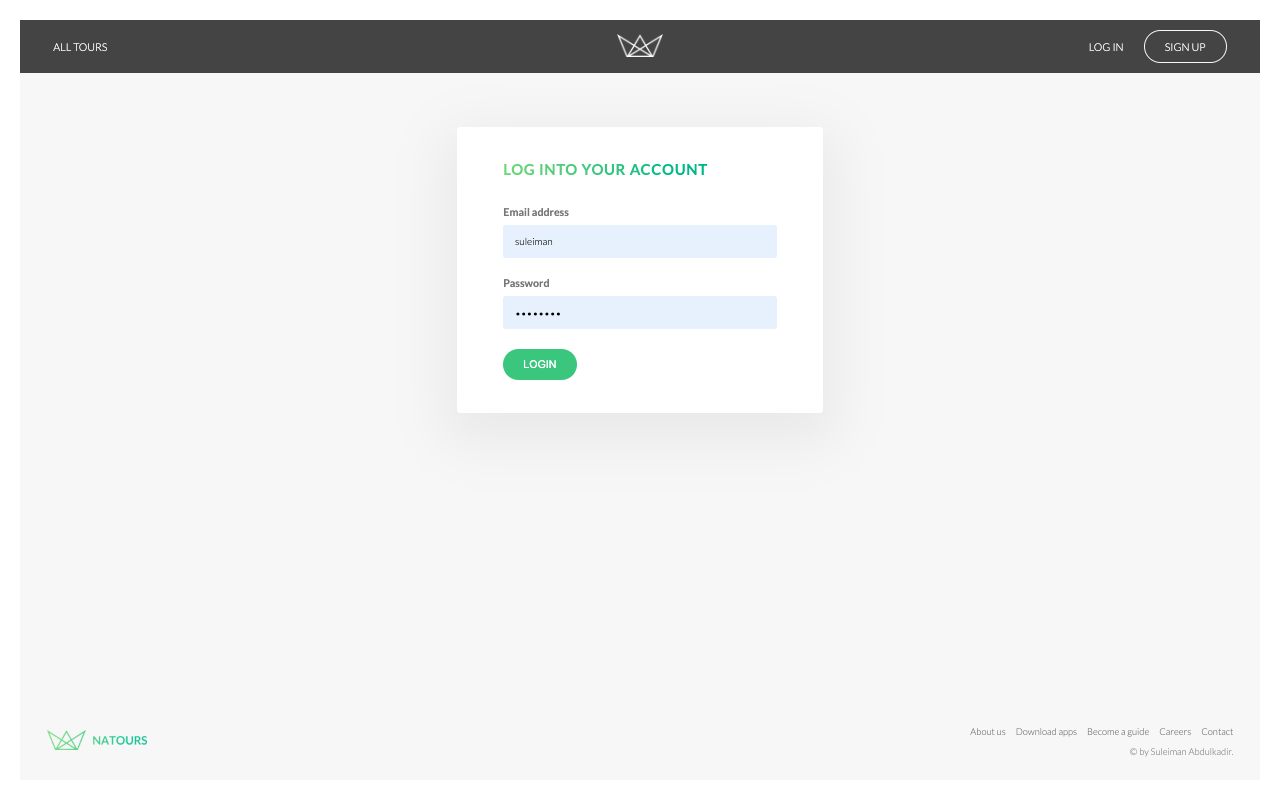 ALL TOURS
LOG IN
SIGN UP
LOG INTO YOUR ACCOUNT
Email address
suleiman
Password
••••••••
LOGIN
NATOURS
About us Download apps Become a guide Careers Contact
© by Suleiman Abdulkadir.